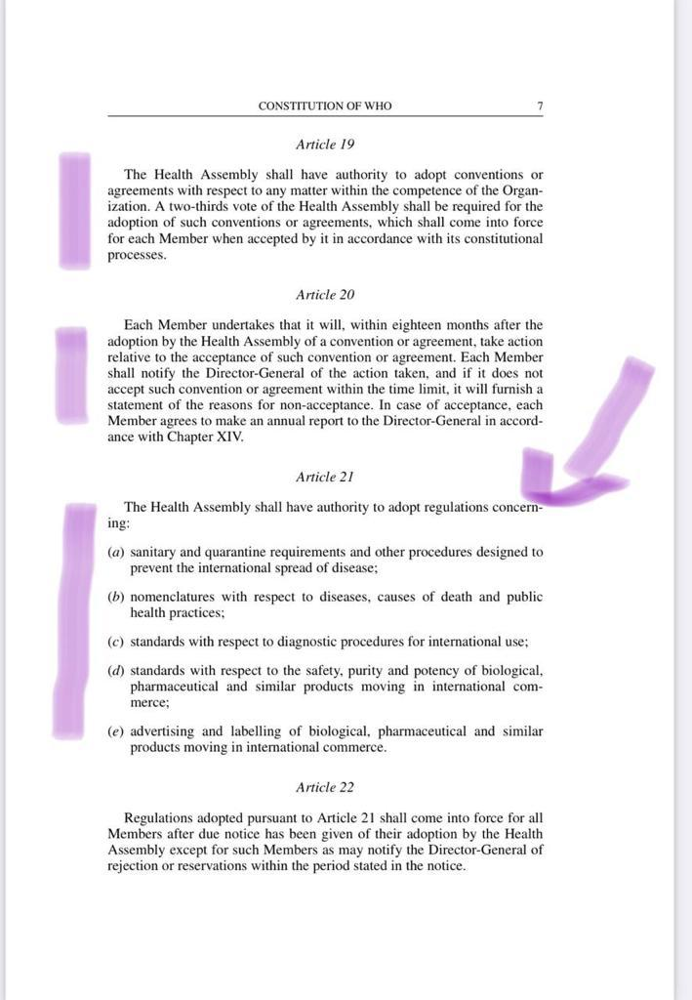 CONSTITUTION OF WHO 7
Article 19
The Health Assembly shall have authority to adopt conventions or
agreements with respect to any matter within the competence of the Organ-
ization. A two-thirds vote of the Health Assembly shall be required for the
adoption of such conventions or agreements, which shall come into force
for each Member when accepted by it in accordance with its constitutional
processes.
Article 20
Each Member undertakes that it will, within eighteen months after the
adoption by the Health Assembly of a convention or agreement, take action
relative to the acceptance of such convention or agreement. Each Member
shall notify the Director-General of the action taken, and if it does not
accept such convention or agreement within the time limit, it will furnish a
statement of the reasons for non-acceptance. In case of acceptance, each
Member agrees to make an annual report to the Director-General in accord-
ance with Chapter XIV.
Article 21
The Health Assembly shall have authority to adopt regulations concern-
ing:
(a) sanitary and quarantine requirements and other procedures designed to
prevent the international spread of disease;
(b) nomenclatures with respect to diseases, causes of death and public
health practices;
(c) standards with respect to diagnostic procedures for international use;
(d) standards with respect to the safety, purity and potency of biological,
pharmaceutical and similar products moving in international com-
merce;
(e) advertising and labelling of biological, pharmaceutical and similar
products moving in international commerce.
Article 22
Regulations adopted pursuant to Article 21 shall come into force for all
Members after due notice has been given of their adoption by the Health
Assembly except for such Members as may notify the Director-General of
rejection or reservations within the period stated in the notice.